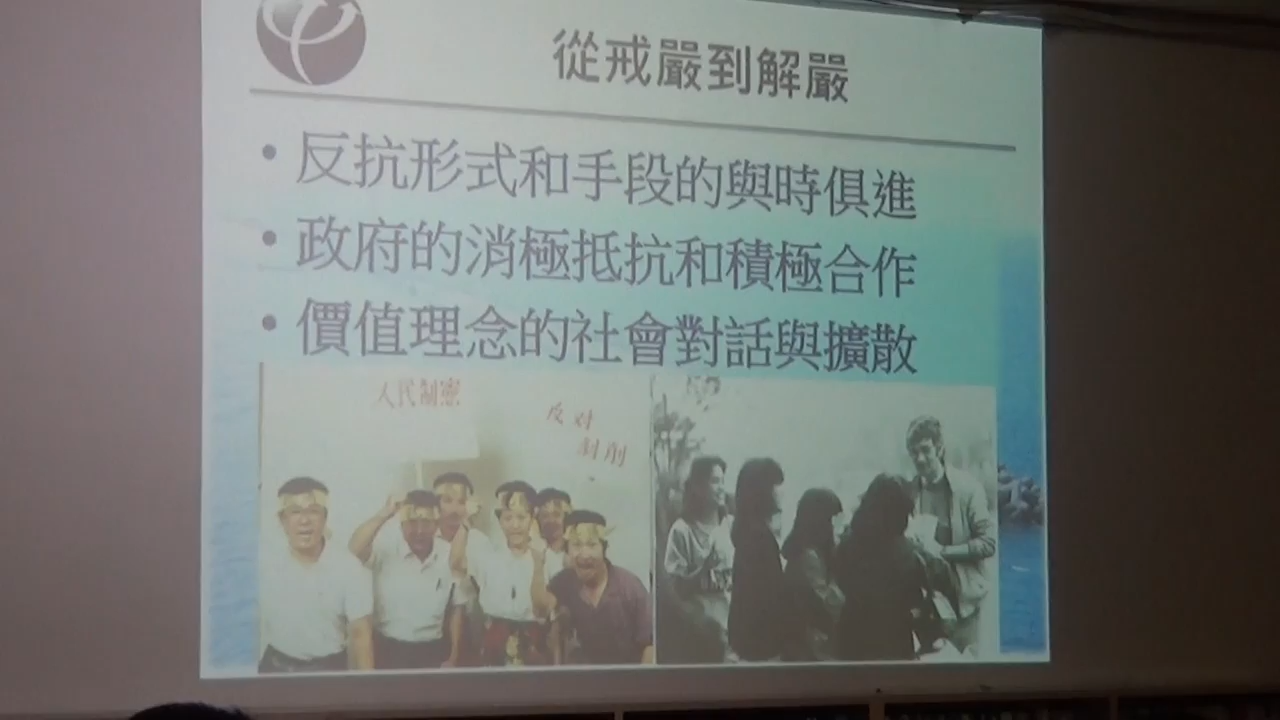 從戒嚴到解嚴
• 反抗形式和手段的與時俱進
• 政府的消極抵抗和積極合作
• 價值理念的社會對話與擴散
人民制憲
反对
剝削